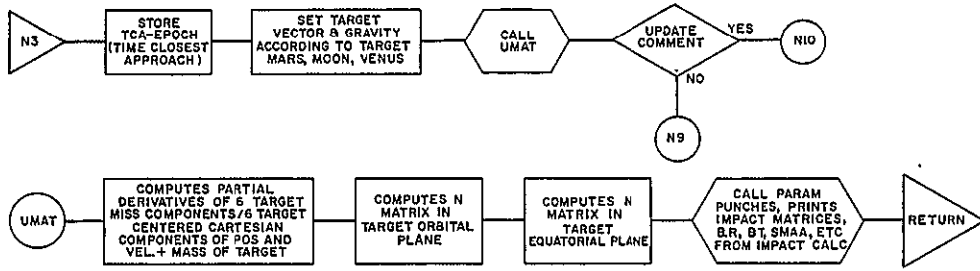 N3
STORE
TCA-EPOCH
(TIME CLOSEST
APPROACH)
SET TARGET
VECTOR & GRAVITY
ACCORDING TO TARGET
MARS, MOON, VENUS
CALL
UMAT
UPDATE
COMMENT
YES
N10
NO
N9
UMAT
COMPUTES PARTIAL
DERIVATIVES OF 6 TARGET
MISS COMPONENTS/6 TARGET
CENTERED CARTESIAN
COMPONENTS OF POS AND
VEL. + MASS OF TARGET
COMPUTES N
MATRIX IN
TARGET ORBITAL
PLANE
COMPUTES N
MATRIX IN
TARGET
EQUATORIAL PLANE
CALL PARAM
PUNCHES, PRINTS
IMPACT MATRICES,
B.R, BT, SMAA, ETC
FROM IMPACT CALC
RETURN